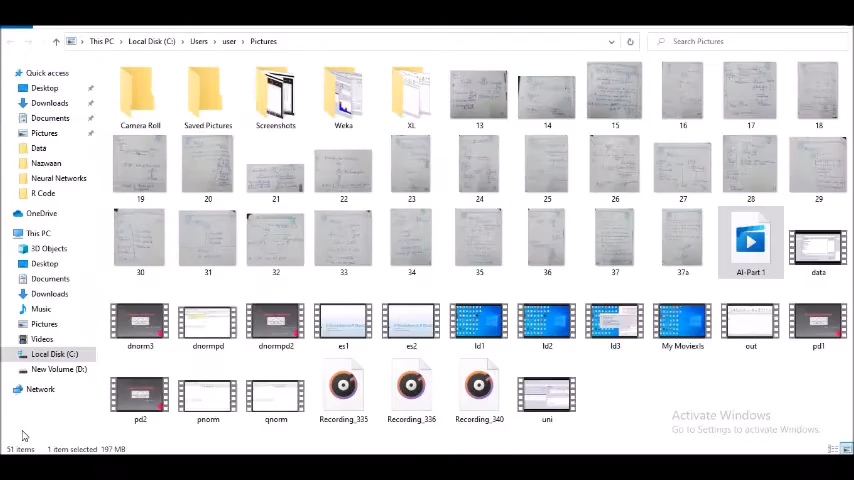 This PC > Local Disk (C:) > Users > user > Pictures
Search Pictures
Quick access
Desktop
Downloads
Documents
Pictures
Data
Nazwaan
Neural Networks
R Code
OneDrive
This PC
3D Objects
Desktop
Documents
Downloads
Music
Pictures
Videos
Local Disk (C:)
New Volume (D:)
Network
Camera Roll Saved Pictures Screenshots Weka XL 13 14 15 16 17 18
19 20 21 22 23 24 25 26 27 28 29
30 31 32 33 34 35 36 37 37a AI-Part 1 data
dnorm3 dnormpd dnormpd2 es1 es2 ld1 ld2 ld3 My Moviexls out pd1
pd2 pnorm qnorm Recording_335 Recording_336 Recording_340 uni
Activate Windows
Go to Settings to activate Windows.
51 items 1 item selected 197 MB